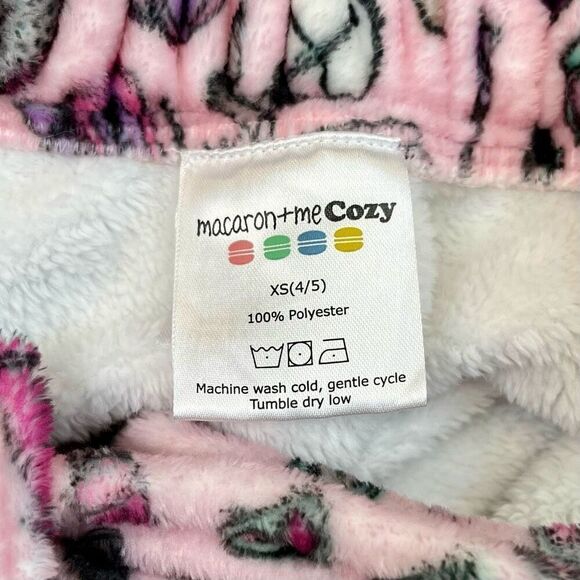 macaron+me Cozy
XS(4/5)
100% Polyester
Machine wash cold, gentle cycle
Tumble dry low